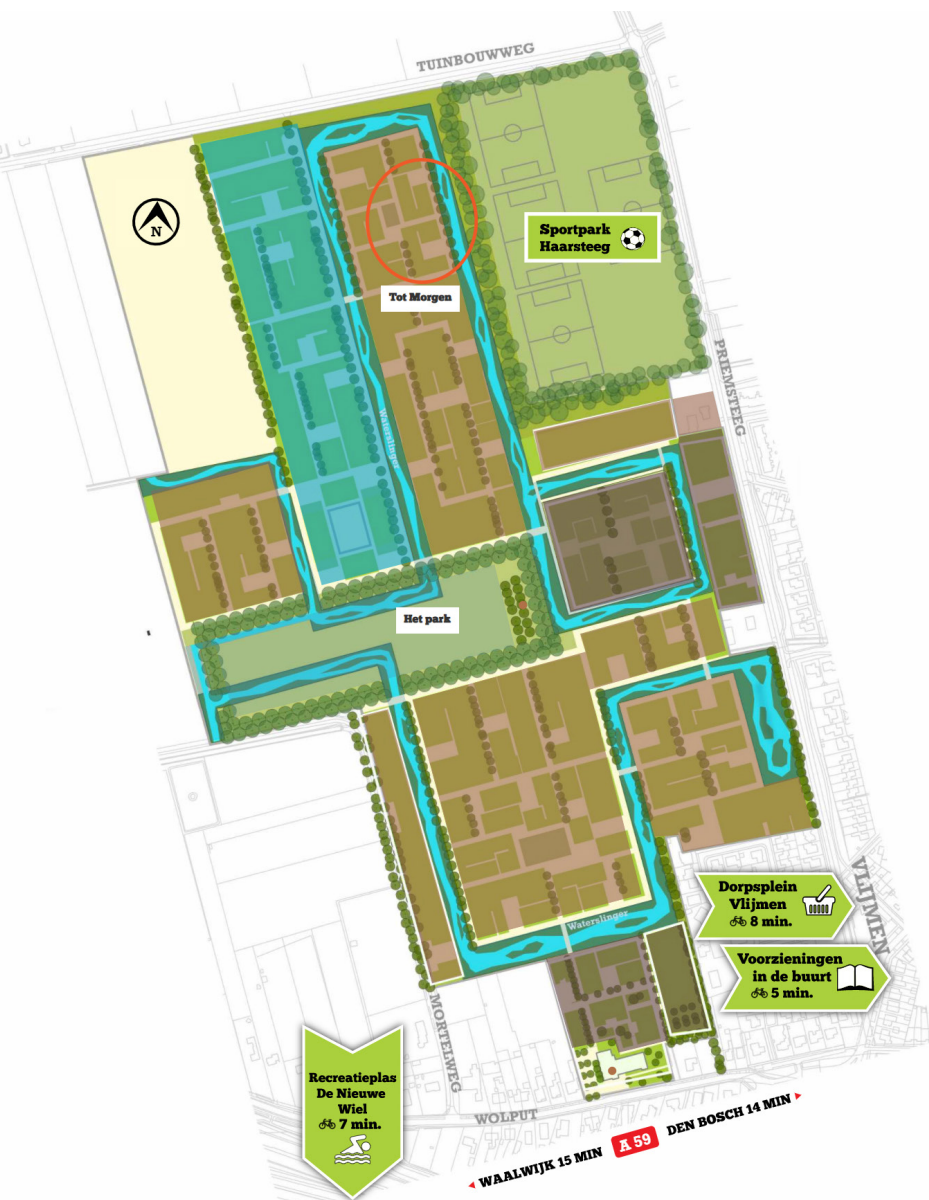 TUINBOUWWEG
N
Sportpark
Haarsteeg
Tot Morgen
PRIEMSTEEG
Waterslinger
Het park
VLIJMEN
Dorpsplein
Vlijmen
8 min.
Waterslinger
Voorzieningen
in de buurt
5 min.
MORTELWEG
Recreatieplas
De Nieuwe
Wiel
7 min.
WOLPUT
WAALWIJK 15 MIN A 59 DEN BOSCH 14 MIN